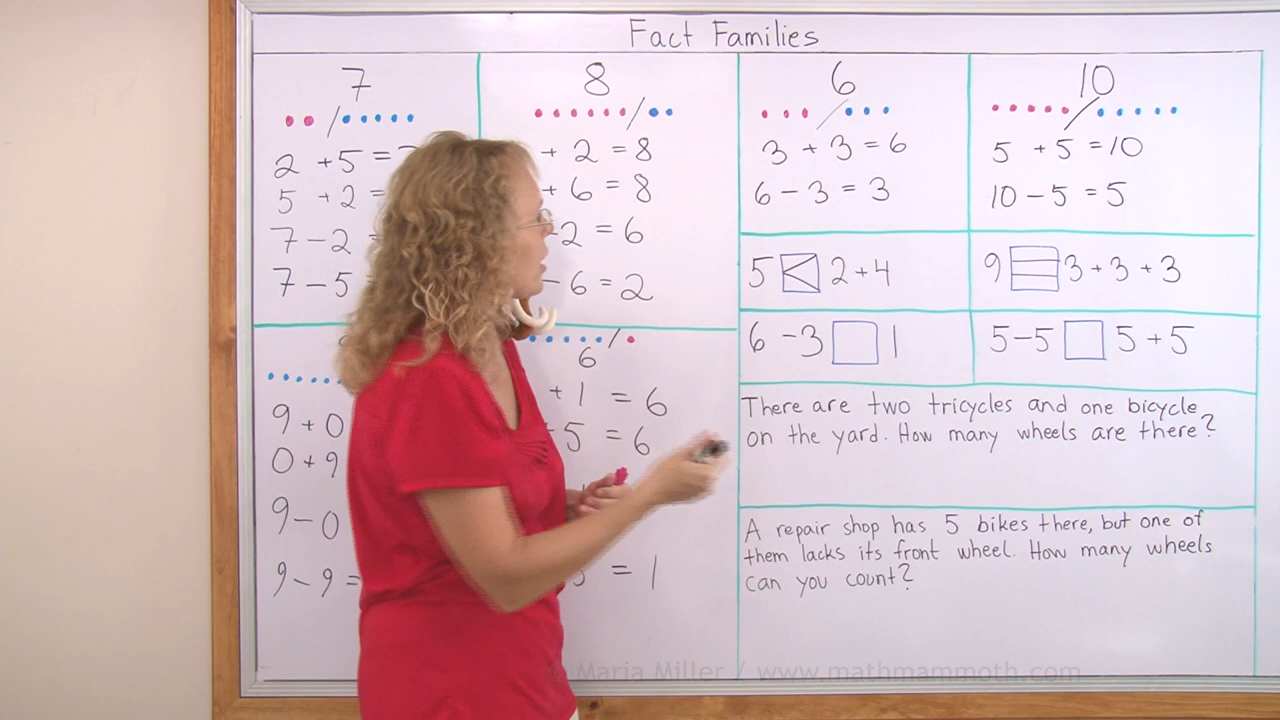 Fact Families
7
2 + 5 =
5 + 2 =
7 - 2
7 - 5
8
+ 2 = 8
+ 6 = 8
-2 = 6
- 6 = 2
6
3 + 3 = 6
6 - 3 = 3
10
5 + 5 = 10
10 - 5 = 5
5 < 2 + 4
9 = 3 + 3 + 3
6 - 3 □ 1
5 - 5 □ 5 + 5
9 + 0
0 + 9
9 - 0
9 - 9 =
6
+ 1 = 6
+ 5 = 6
= 1
There are two tricycles and one bicycle
on the yard. How many wheels are there?
A repair shop has 5 bikes there, but one of
them lacks its front wheel. How many wheels
can you count?
© Maria Miller / www.mathmammoth.com